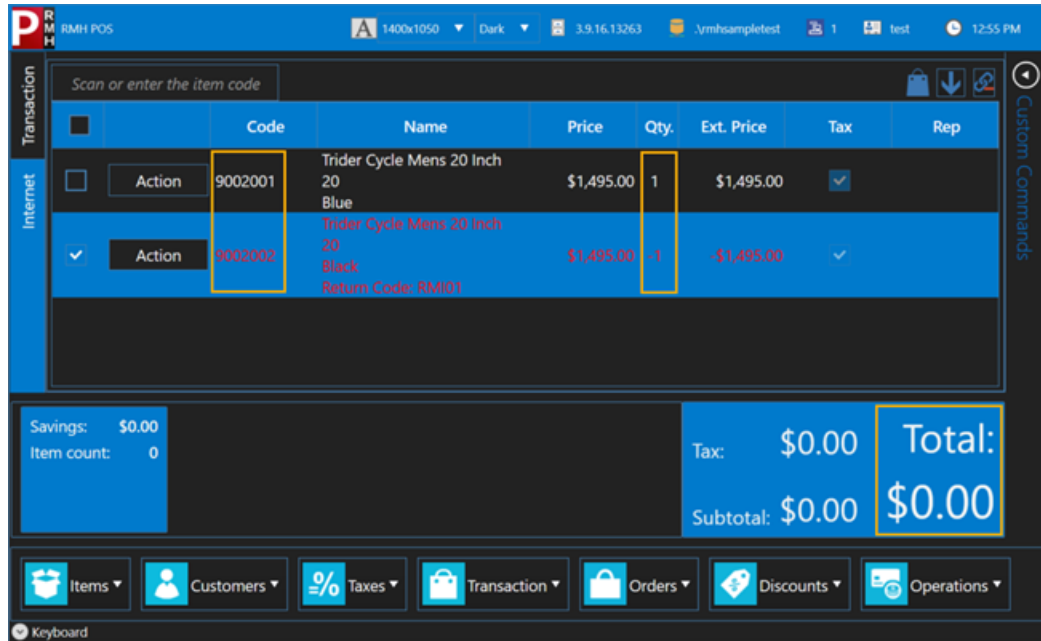 P RMH RMH POS A 1400x1050 Dark 3.9.16.13263 .\rmhsampletest 1 test 12:55 PM
Transaction
Internet
Scan or enter the item code
Custom Commands
Code Name Price Qty. Ext. Price Tax Rep
Action 9002001 Trider Cycle Mens 20 Inch $1,495.00 1 $1,495.00
20
Blue
Action 9002002 Trider Cycle Mens 20 Inch $1,495.00 -1 -$1,495.00
20
Black
Return Code: RMI01
Savings: $0.00
Item count: 0
Tax: $0.00
Subtotal: $0.00
Total:
$0.00
Items Customers Taxes Transaction Orders Discounts Operations
Keyboard